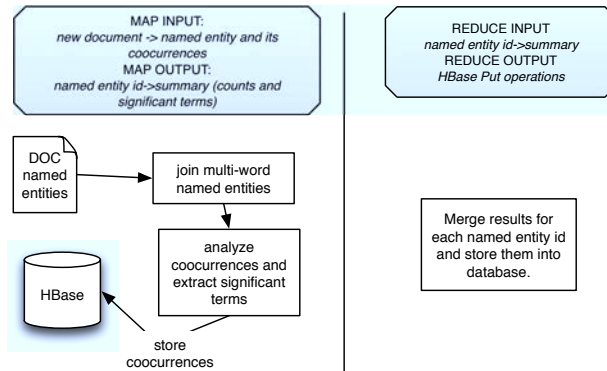 MAP INPUT:
new document -> named entity and its
coocurrences
MAP OUTPUT:
named entity id->summary (counts and
significant terms)
REDUCE INPUT
named entity id->summary
REDUCE OUTPUT
HBase Put operations
DOC
named
entities
join multi-word
named entities
analyze
coocurrences and
extract significant
terms
HBase
store
coocurrences
Merge results for
each named entity id
and store them into
database.